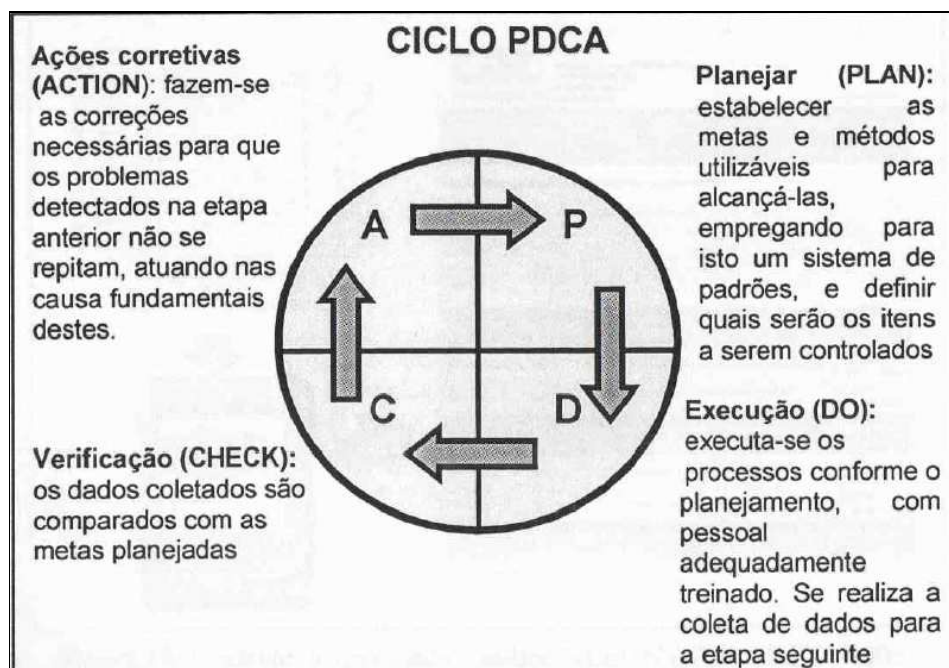 CICLO PDCA
Ações corretivas
(ACTION): fazem-se
as correções
necessárias para que
os problemas
detectados na etapa
anterior não se
repitam, atuando nas
causa fundamentais
destes.
Planejar (PLAN):
estabelecer as
metas e métodos
utilizáveis para
alcançá-las,
empregando para
isto um sistema de
padrões, e definir
quais serão os itens
a serem controlados
A
P
C
D
Verificação (CHECK):
os dados coletados são
comparados com as
metas planejadas
Execução (DO):
executa-se os
processos conforme o
planejamento, com
pessoal
adequadamente
treinado. Se realiza a
coleta de dados para
a etapa seguinte